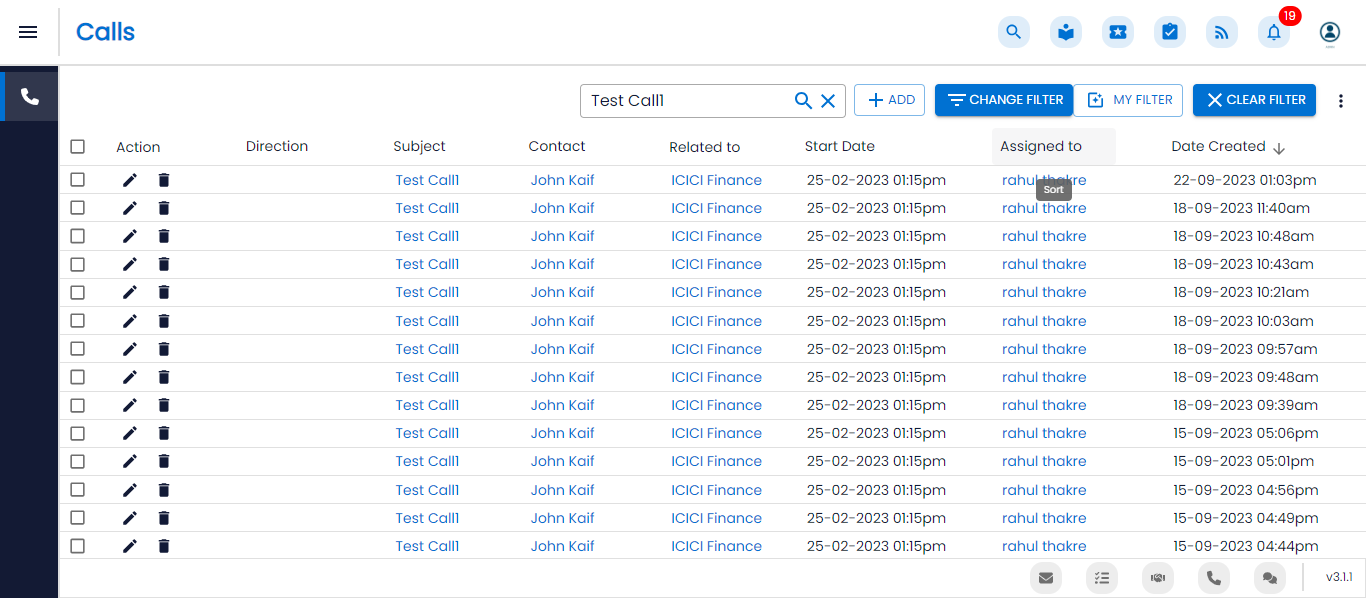 Calls
19
Test Call1 ADD CHANGE FILTER MY FILTER CLEAR FILTER
Action Direction Subject Contact Related to Start Date Assigned to Date Created
Test Call1 John Kaif ICICI Finance 25-02-2023 01:15pm rahul thakre 22-09-2023 01:03pm
Sort
Test Call1 John Kaif ICICI Finance 25-02-2023 01:15pm rahul thakre 18-09-2023 11:40am
Test Call1 John Kaif ICICI Finance 25-02-2023 01:15pm rahul thakre 18-09-2023 10:48am
Test Call1 John Kaif ICICI Finance 25-02-2023 01:15pm rahul thakre 18-09-2023 10:43am
Test Call1 John Kaif ICICI Finance 25-02-2023 01:15pm rahul thakre 18-09-2023 10:21am
Test Call1 John Kaif ICICI Finance 25-02-2023 01:15pm rahul thakre 18-09-2023 10:03am
Test Call1 John Kaif ICICI Finance 25-02-2023 01:15pm rahul thakre 18-09-2023 09:57am
Test Call1 John Kaif ICICI Finance 25-02-2023 01:15pm rahul thakre 18-09-2023 09:48am
Test Call1 John Kaif ICICI Finance 25-02-2023 01:15pm rahul thakre 18-09-2023 09:39am
Test Call1 John Kaif ICICI Finance 25-02-2023 01:15pm rahul thakre 15-09-2023 05:06pm
Test Call1 John Kaif ICICI Finance 25-02-2023 01:15pm rahul thakre 15-09-2023 05:01pm
Test Call1 John Kaif ICICI Finance 25-02-2023 01:15pm rahul thakre 15-09-2023 04:56pm
Test Call1 John Kaif ICICI Finance 25-02-2023 01:15pm rahul thakre 15-09-2023 04:49pm
Test Call1 John Kaif ICICI Finance 25-02-2023 01:15pm rahul thakre 15-09-2023 04:44pm
v3.1.1